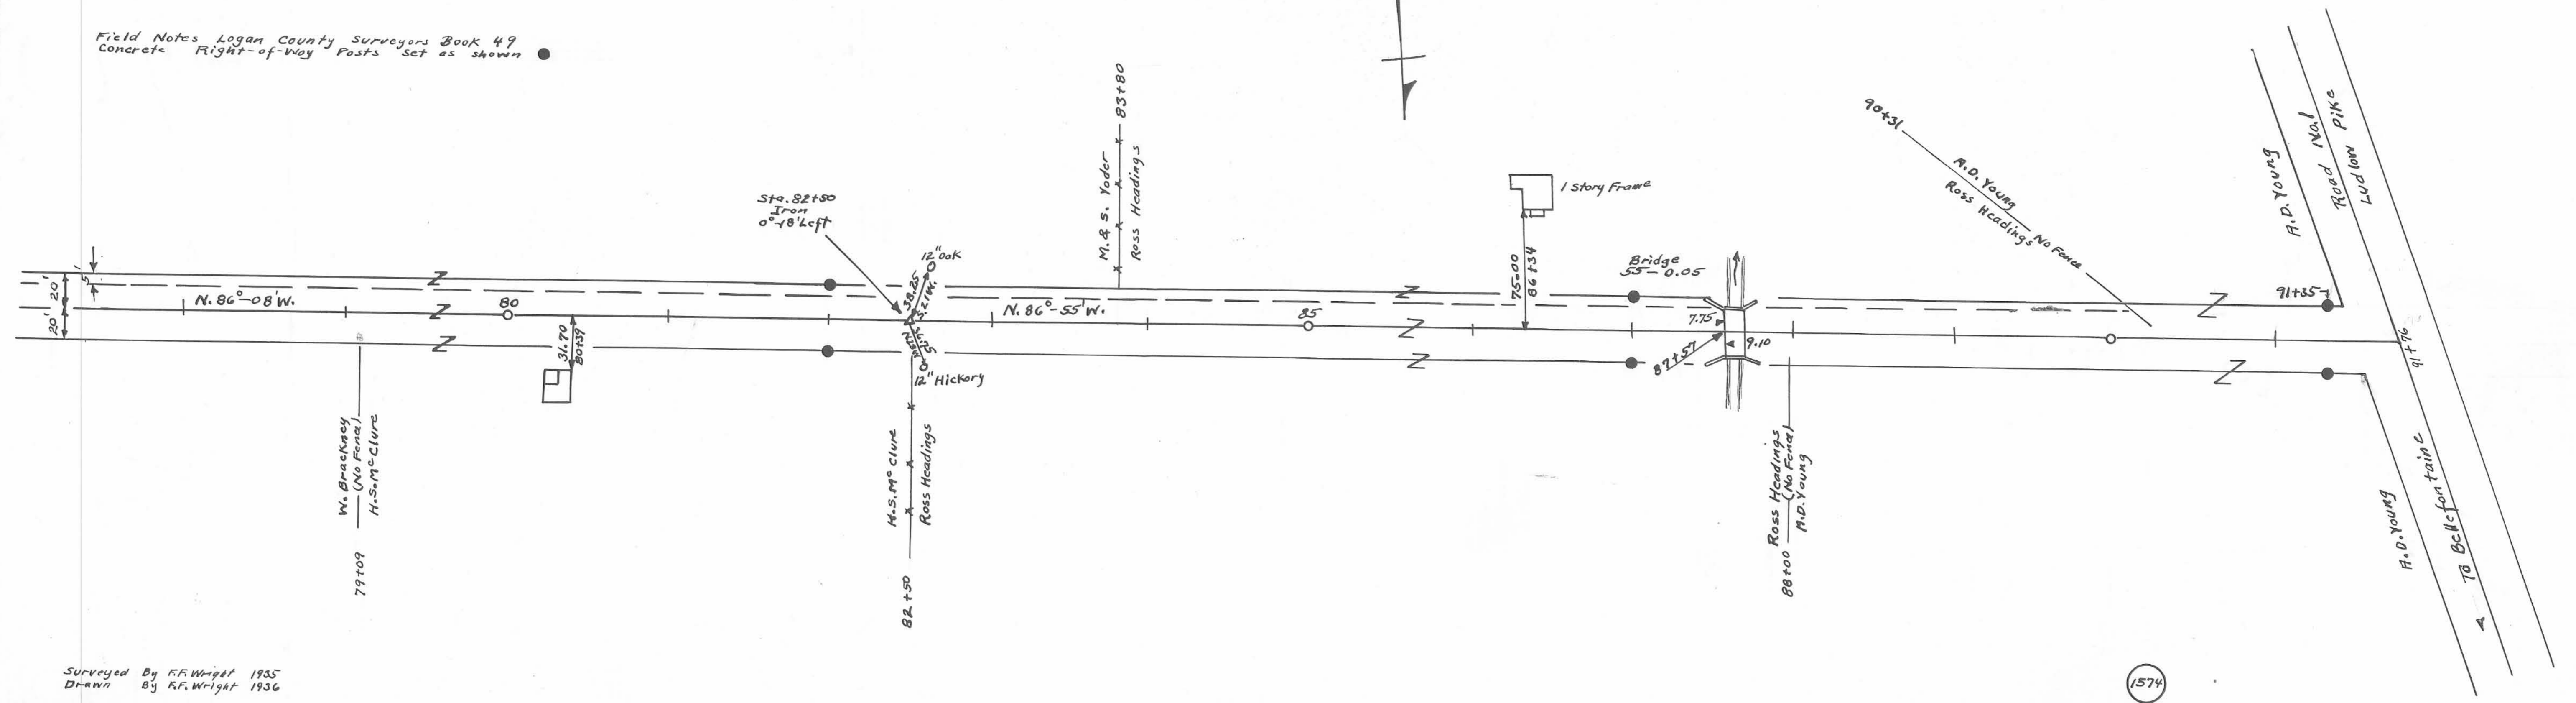 Field Notes Logan County Surveyors Book 49
Concrete Right-of-Way Posts set as shown
Sta. 82+50
Iron
0°-18' Left
12" Oak
38.25
M. & S. Yoder
Ross Headings
83+80
1 Story Frame
75.00
86+34
Bridge
55-0.05
90+31
A.D. Young
Ross Headings
No Fence
A.D. Young
Road No.1
Ludlow Pike
91+35
5'
20'
20'
N. 86°-08' W.
80
31.70
80+39
N. 86°-55' W.
85
7.75
9.10
87+57
91+76
12" Hickory
W. Brackney
(No Fence)
H.S. McClure
79+09
H.S. McClure
Ross Headings
82+50
Ross Headings
(No Fence)
A.D. Young
88+00
A.D. Young
To Bellefontaine
Surveyed By F.F. Wright 1935
Drawn By F.F. Wright 1936
1574